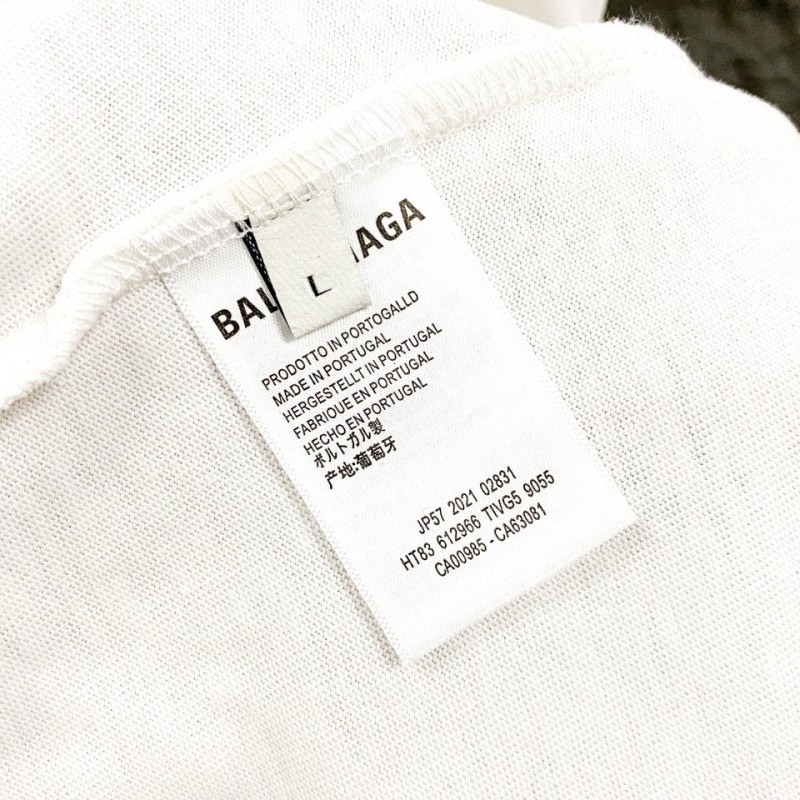 BAL AGA
L
PRODOTTO IN PORTOGALLD
MADE IN PORTUGAL
HERGESTELLT IN PORTUGAL
FABRIQUE EN PORTUGAL
HECHO EN PORTUGAL
ポルトガル製
产地:葡萄牙
JP57 2021 02831
HT83 612966 TIVG5 9055
CA00985 - CA63081